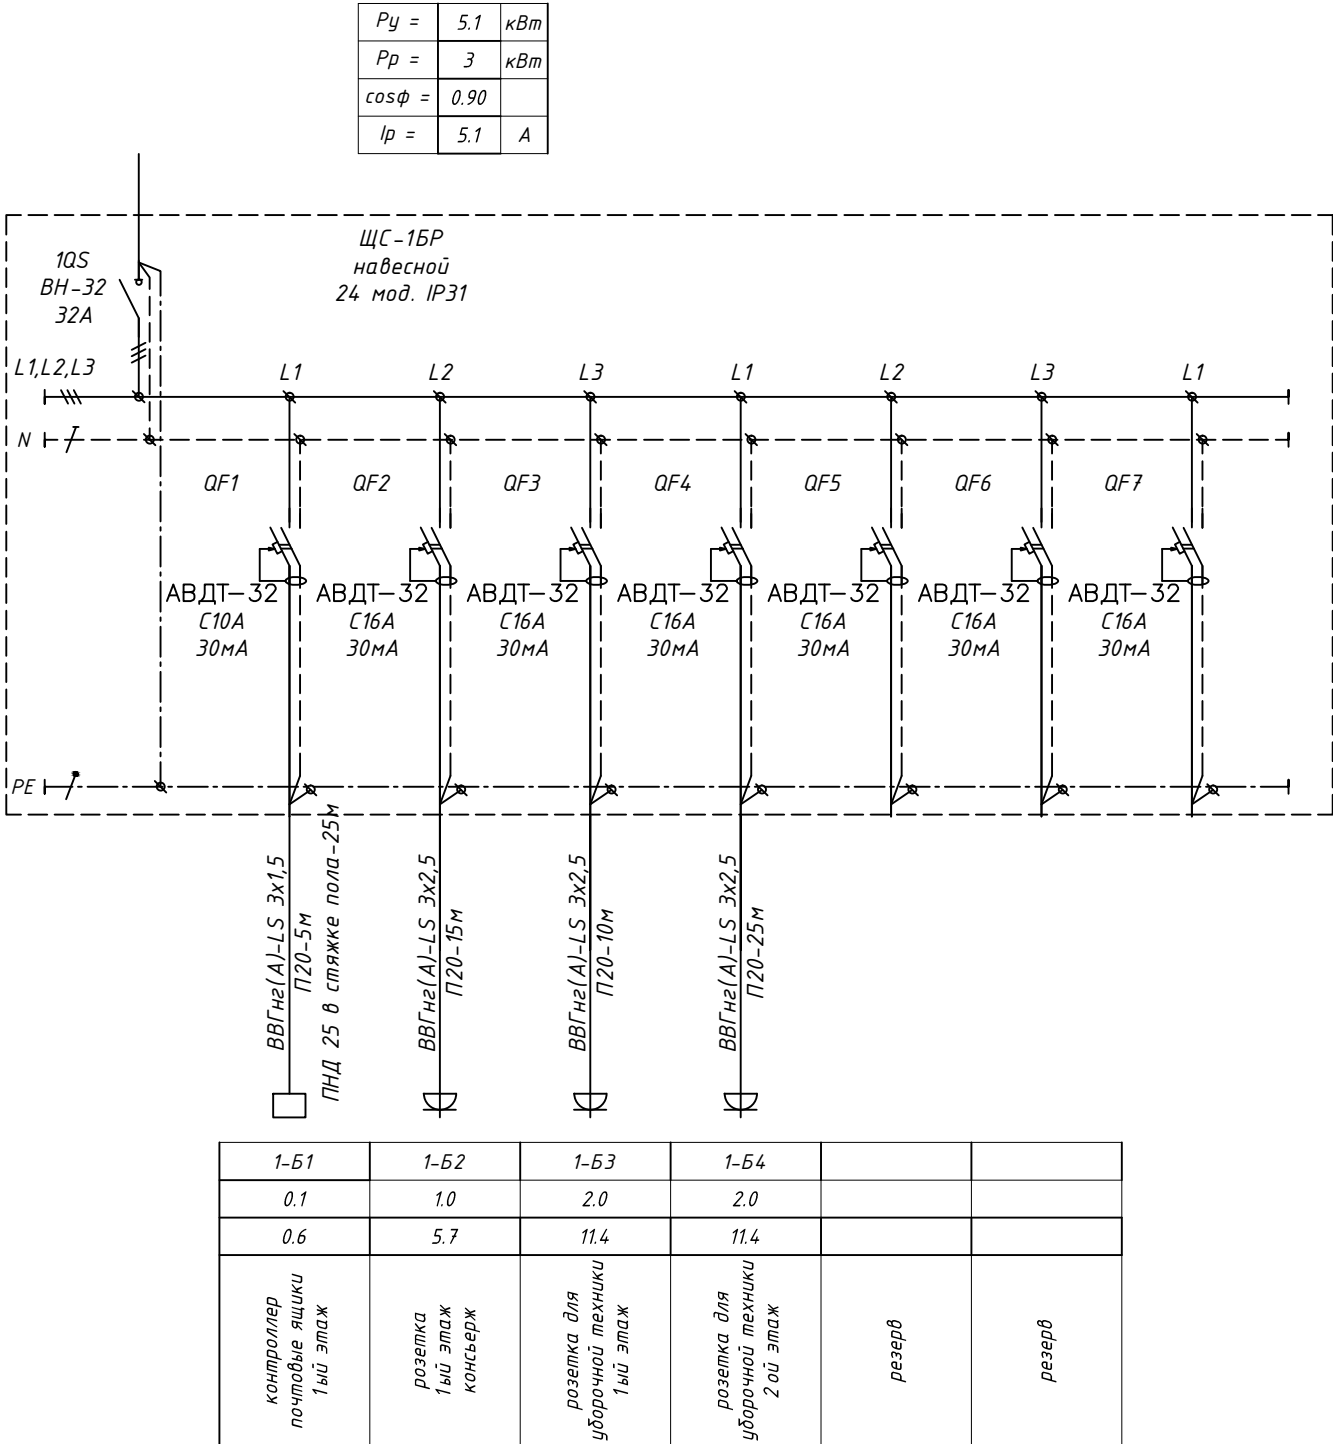 Ру = 5.1 кВт
Рр = 3 кВт
cosφ = 0.90
Iр = 5.1 А
ЩС-1БР
навесной
24 мод. IP31
1QS
ВН-32
32А
L1,L2,L3
L1 L2 L3 L1 L2 L3 L1
N
QF1 QF2 QF3 QF4 QF5 QF6 QF7
АВДТ-32 АВДТ-32 АВДТ-32 АВДТ-32 АВДТ-32 АВДТ-32 АВДТ-32
С10А С16А С16А С16А С16А С16А С16А
30мА 30мА 30мА 30мА 30мА 30мА 30мА
PE
ВВГнг(А)-LS 3х1,5
П20-5м
ПНД 25 в стяжке пола-25м
ВВГнг(А)-LS 3х2,5
П20-15м
ВВГнг(А)-LS 3х2,5
П20-10м
ВВГнг(А)-LS 3х2,5
П20-25м
1-Б1 1-Б2 1-Б3 1-Б4
0.1 1.0 2.0 2.0
0.6 5.7 11.4 11.4
контроллер
почтовые ящики
1ый этаж
розетка
1ый этаж
консьерж
розетка для
уборочной техники
1ый этаж
розетка для
уборочной техники
2ой этаж
резерв
резерв